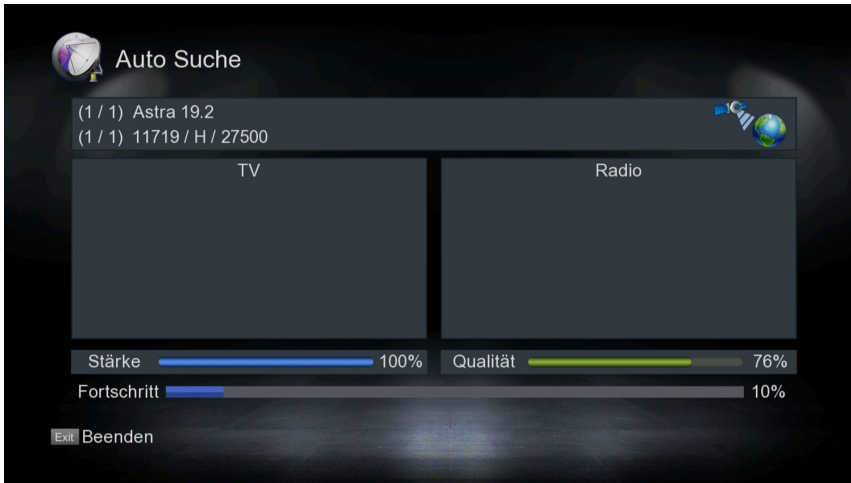 Auto Suche
(1 / 1) Astra 19.2
(1 / 1) 11719 / H / 27500
TV
Radio
Stärke 100% Qualität 76%
Fortschritt 10%
Exit Beenden